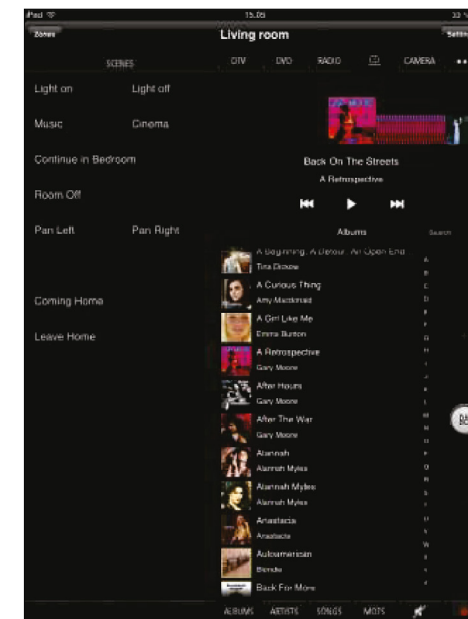 iPad 15.05 33 %
Zones Living room
SCENES DTV DVD RADIO CAMERA
Light on Light off
Music Cinema
Continue in Bedroom
Room Off
Pan Left Pan Right
Coming Home
Leave Home
Back On The Streets
A Retrospective
Albums Search
A Beginning, A Detour, An Open End
Tina Dickow
A Curious Thing
Amy Macdonald
A Girl Like Me
Emma Bunton
A Retrospective
Gary Moore
After Hours
Gary Moore
After The War
Gary Moore
Alannah
Alannah Myles
Alannah Myles
Alannah Myles
Anastacia
Anastacia
Autoamerican
Blondie
Back For More
ALBUMS ARTISTS SONGS MOTS